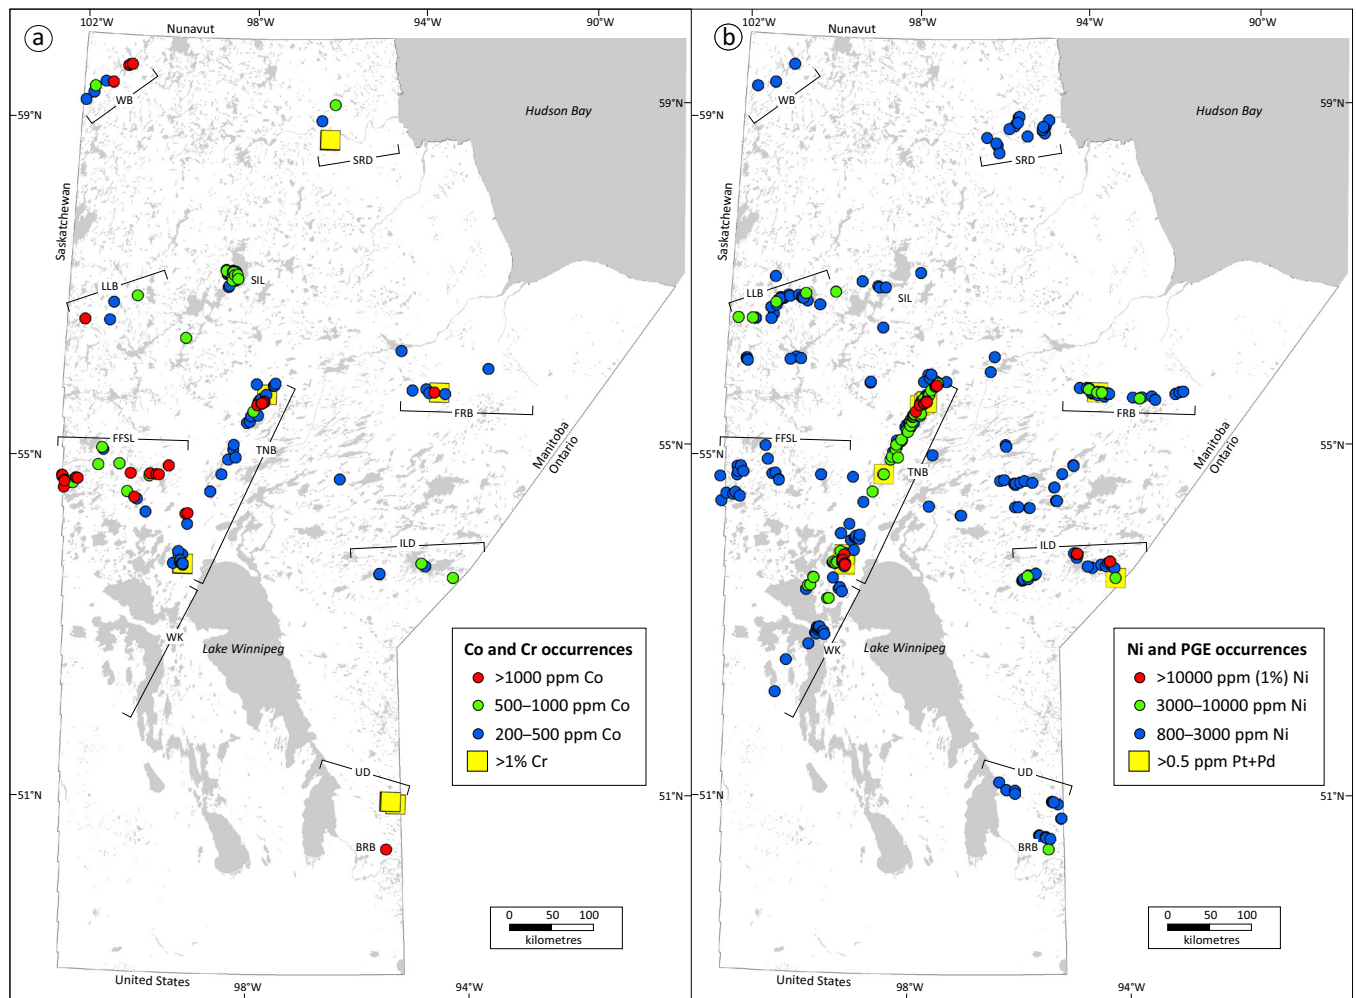 102°W
98°W
94°W
90°W
a
Nunavut
WB
59°N
Hudson Bay
SRD
Saskatchewan
LLB
SIL
FRB
FFSL
TNB
55°N
Manitoba
Ontario
ILD
WK
Lake Winnipeg
Co and Cr occurrences
>1000 ppm Co
500–1000 ppm Co
200–500 ppm Co
>1% Cr
UD
51°N
BRB
0 50 100
kilometres
United States
98°W
94°W
102°W
98°W
94°W
90°W
b
Nunavut
WB
59°N
59°N
Hudson Bay
SRD
Saskatchewan
LLB
SIL
FRB
FFSL
TNB
55°N
55°N
Manitoba
Ontario
ILD
WK
Lake Winnipeg
Ni and PGE occurrences
>10000 ppm (1%) Ni
3000–10000 ppm Ni
800–3000 ppm Ni
>0.5 ppm Pt+Pd
UD
51°N
51°N
BRB
0 50 100
kilometres
United States
98°W
94°W